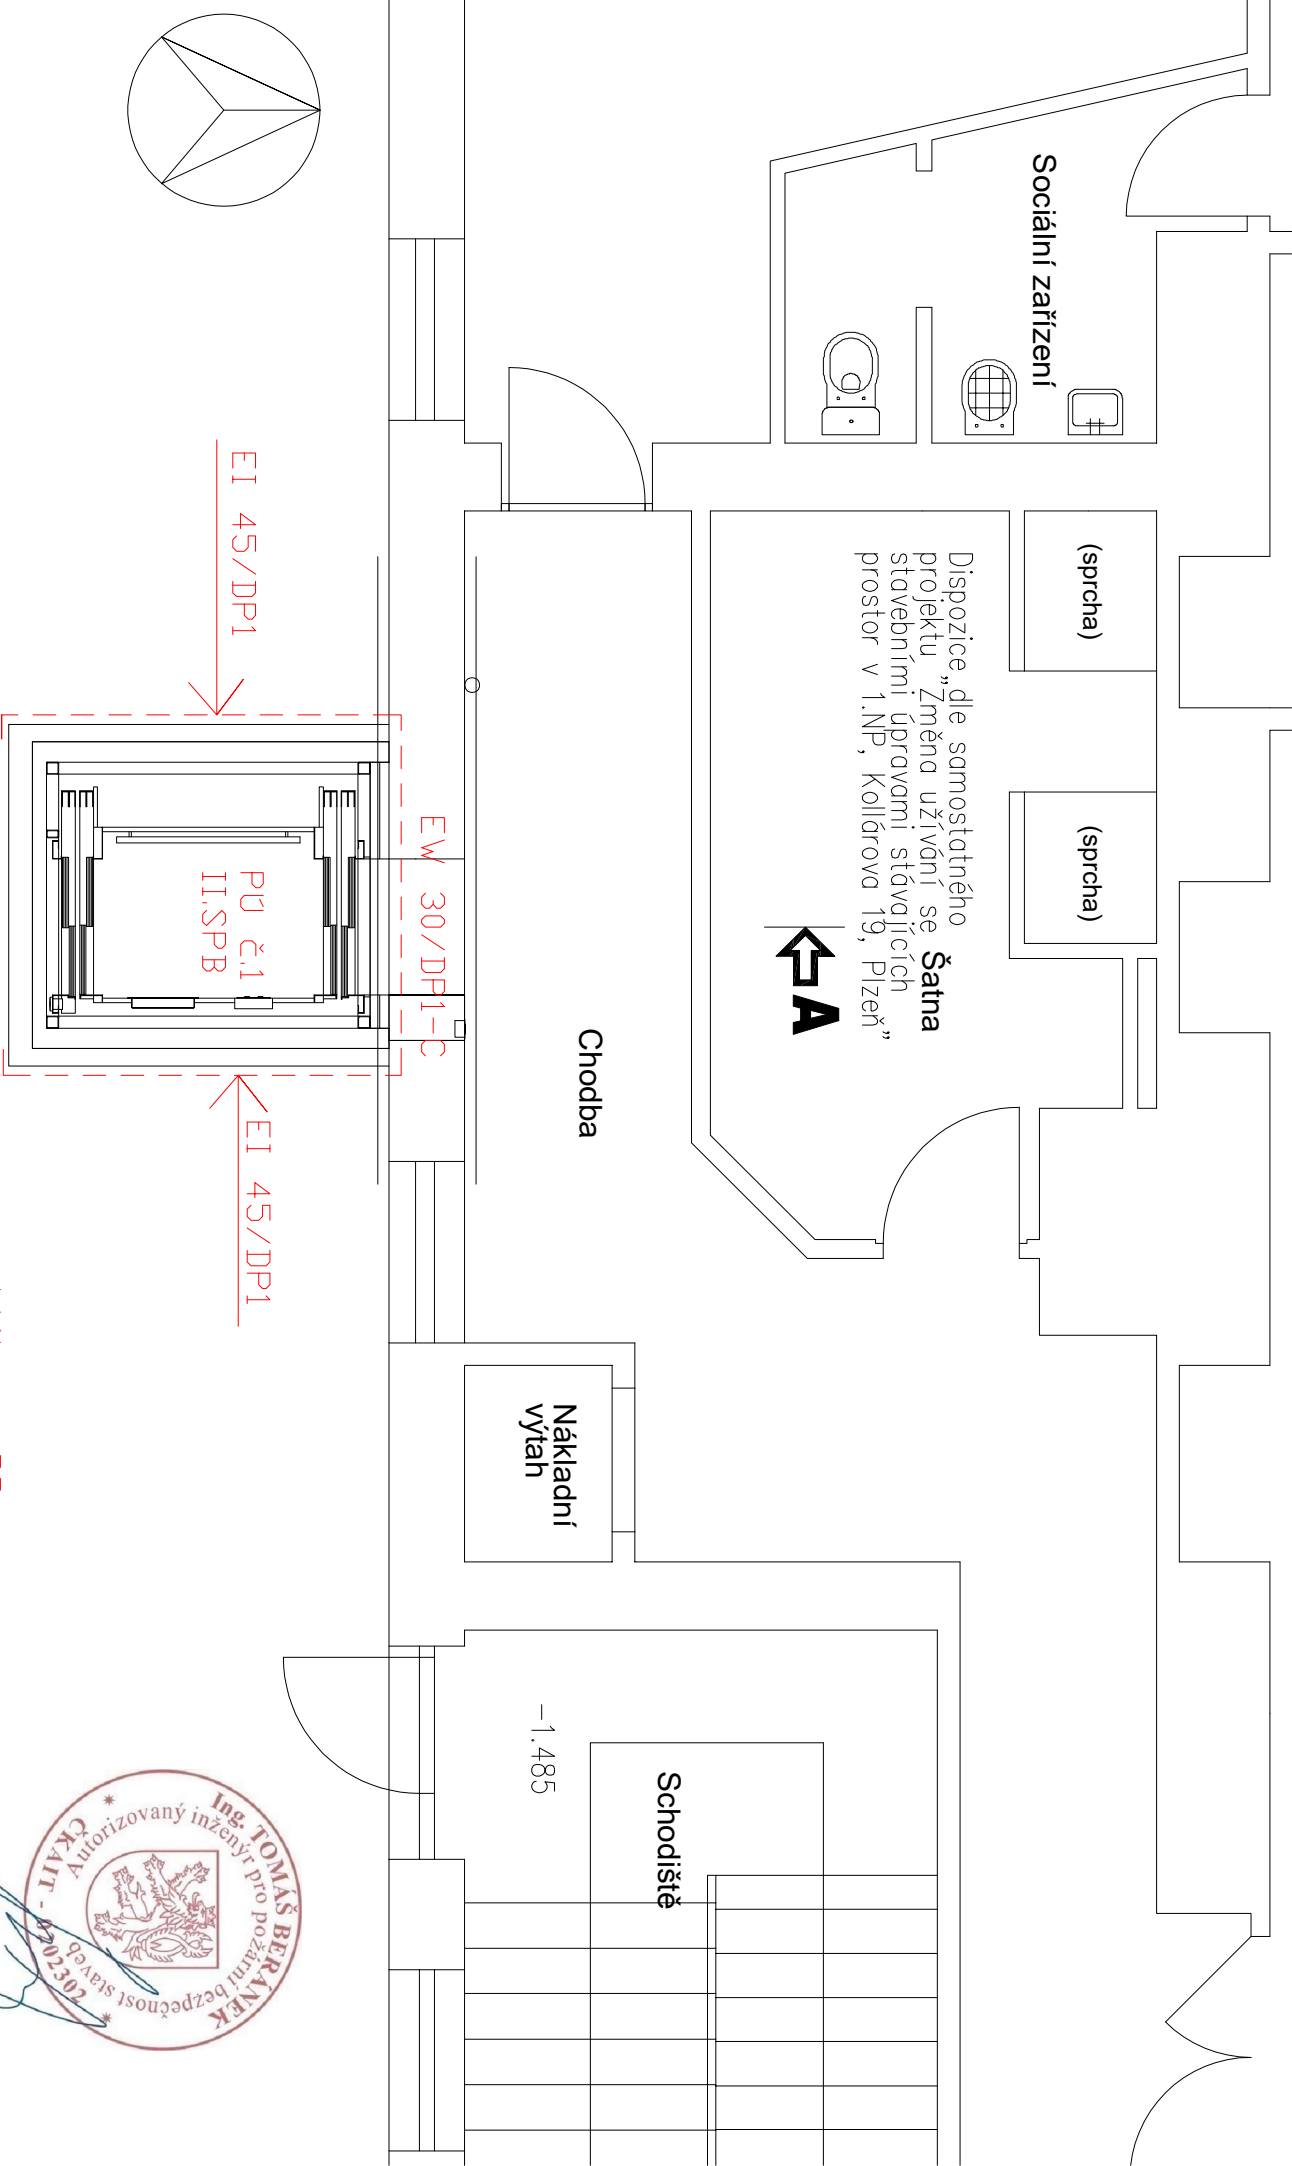 Sociální zařízení
(sprcha)
(sprcha)
Dispozice dle samostatného
projektu „Změna užívání se
stavebními úpravami stávajících
prostor v 1.NP, Kollárova 19, Plzeň”
Šatna
A
Chodba
Nákladní
výtah
Schodiště
-1.485
EI 45/DP1
EW 30/DP1-C
PÚ č.1
II.SPB
EI 45/DP1
Ing. TOMÁŠ BERÁNEK
Autorizovaný inženýr pro požární bezpečnost staveb
ČKAIT - 0202302